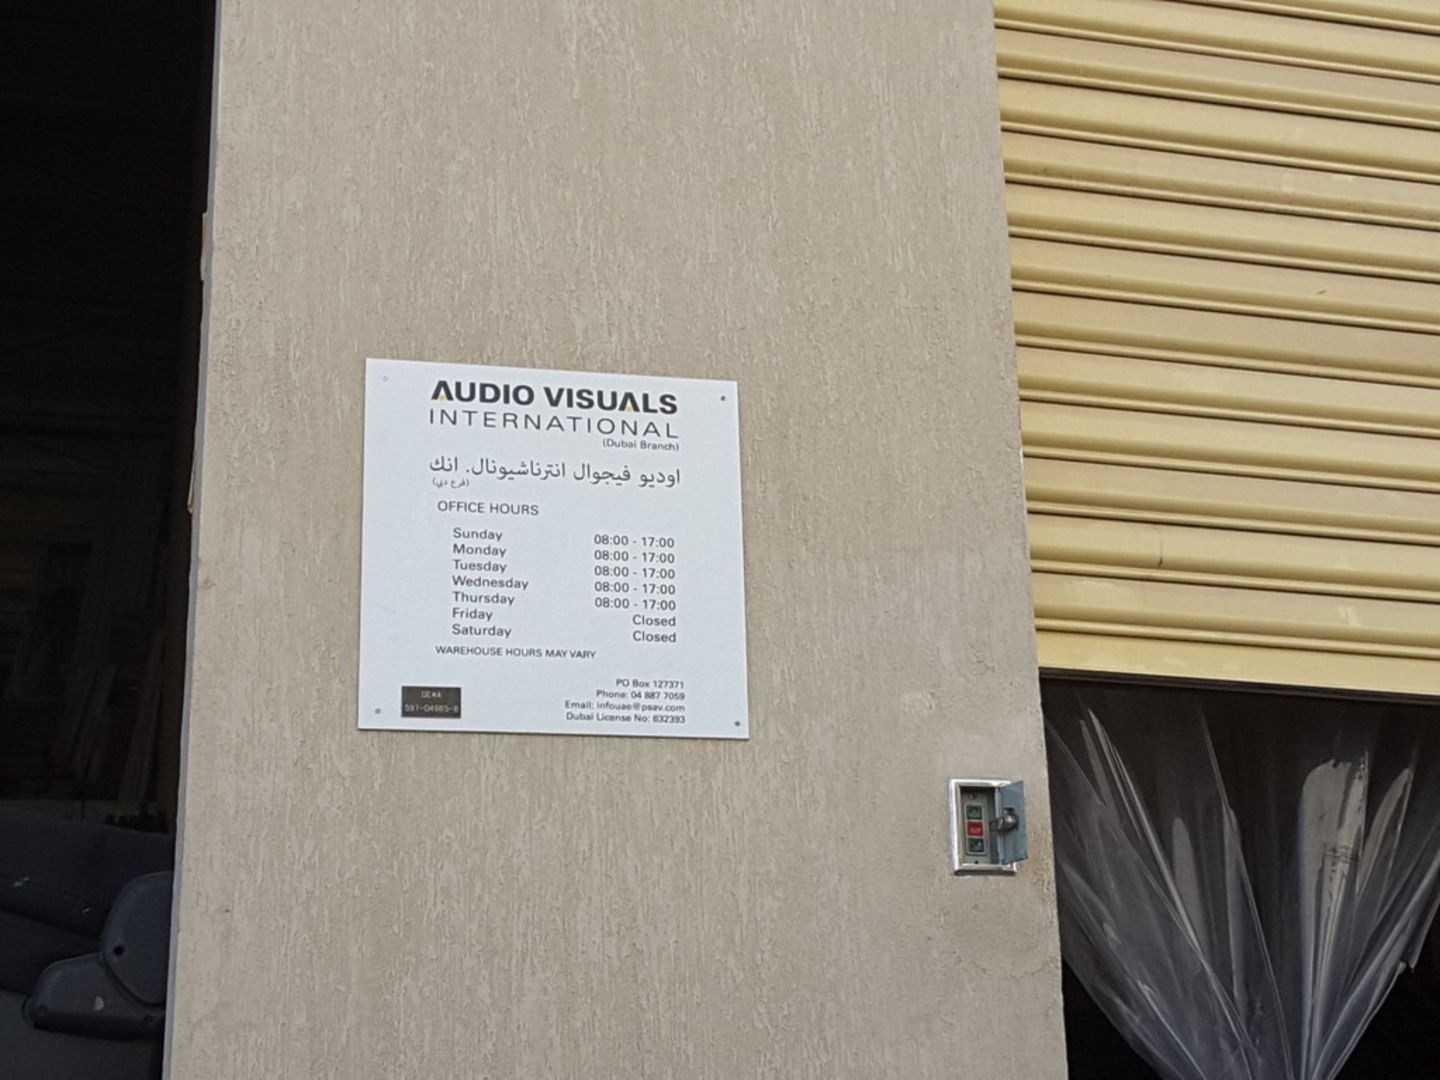 AUDIO VISUALS
INTERNATIONAL
(Dubai Branch)
اوديو فيجوال انترناشيونال. انك
(فرع دبي)
OFFICE HOURS
Sunday 08:00 - 17:00
Monday 08:00 - 17:00
Tuesday 08:00 - 17:00
Wednesday 08:00 - 17:00
Thursday 08:00 - 17:00
Friday Closed
Saturday Closed
WAREHOUSE HOURS MAY VARY
PO Box 127371
Phone: 04 887 7059
Email: infouae@psav.com
Dubai License No: 632393
DEWA
597-04985-8